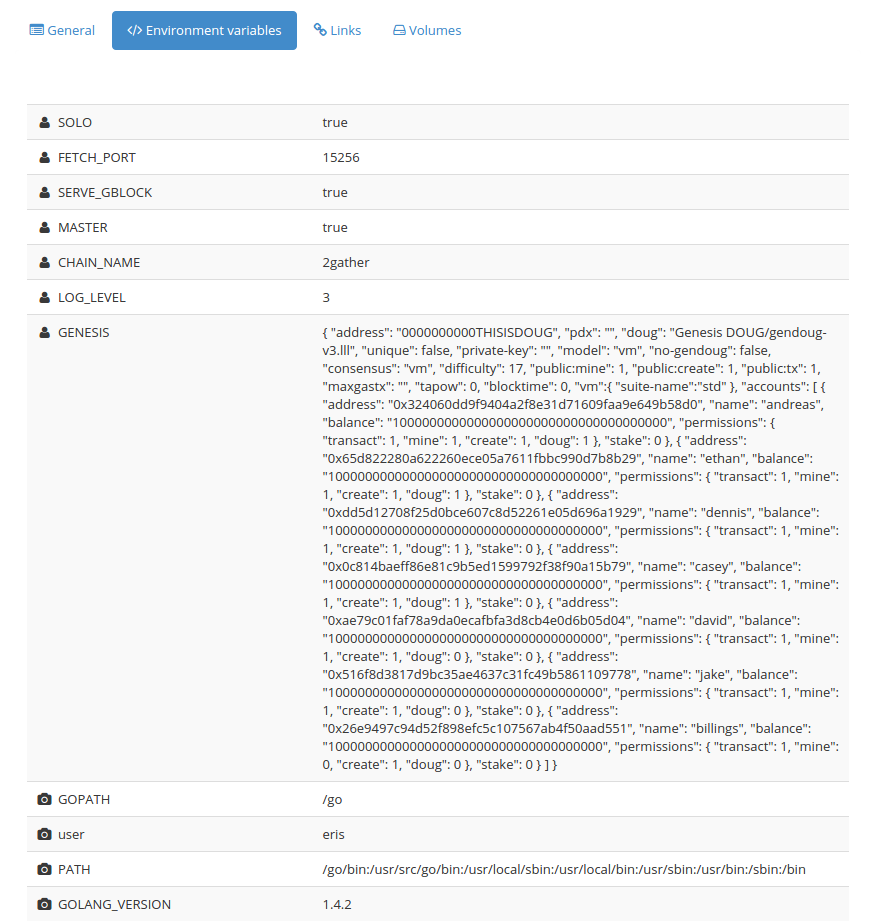 General Environment variables Links Volumes
SOLO true
FETCH_PORT 15256
SERVE_GBLOCK true
MASTER true
CHAIN_NAME 2gather
LOG_LEVEL 3
GENESIS { "address": "0000000000THISISDOUG", "pdx": "", "doug": "Genesis DOUG/gendoug-
v3.lll", "unique": false, "private-key": "", "model": "vm", "no-gendoug": false,
"consensus": "vm", "difficulty": 17, "public:mine": 1, "public:create": 1, "public:tx": 1,
"maxgastx": "", "tapow": 0, "blocktime": 0, "vm":{ "suite-name":"std" }, "accounts": [ {
"address": "0x324060dd9f9404a2f8e31d71609faa9e649b58d0", "name": "andreas",
"balance": "1000000000000000000000000000000000000", "permissions": {
"transact": 1, "mine": 1, "create": 1, "doug": 1 }, "stake": 0 }, { "address":
"0x65d822280a622260ece05a7611fbbc990d7b8b29", "name": "ethan", "balance":
"1000000000000000000000000000000000000", "permissions": { "transact": 1, "mine":
1, "create": 1, "doug": 1 }, "stake": 0 }, { "address":
"0xdd5d12708f25d0bce607c8d52261e05d696a1929", "name": "dennis", "balance":
"1000000000000000000000000000000000000", "permissions": { "transact": 1, "mine":
1, "create": 1, "doug": 1 }, "stake": 0 }, { "address":
"0x0c814baeff86e81c9b5ed1599792f38f90a15b79", "name": "casey", "balance":
"1000000000000000000000000000000000000", "permissions": { "transact": 1, "mine":
1, "create": 1, "doug": 1 }, "stake": 0 }, { "address":
"0xae79c01faf78a9da0ecafbfa3d8cb4e0d6b05d04", "name": "david", "balance":
"1000000000000000000000000000000000000", "permissions": { "transact": 1, "mine":
1, "create": 1, "doug": 0 }, "stake": 0 }, { "address":
"0x516f8d3817d9bc35ae4637c31fc49b5861109778", "name": "jake", "balance":
"1000000000000000000000000000000000000", "permissions": { "transact": 1, "mine":
1, "create": 1, "doug": 0 }, "stake": 0 }, { "address":
"0x26e9497c94d52f898efc5c107567ab4f50aad551", "name": "billings", "balance":
"1000000000000000000000000000000000000", "permissions": { "transact": 1, "mine":
0, "create": 1, "doug": 0 }, "stake": 0 } ] }
GOPATH /go
user eris
PATH /go/bin:/usr/src/go/bin:/usr/local/sbin:/usr/local/bin:/usr/sbin:/usr/bin:/sbin:/bin
GOLANG_VERSION 1.4.2